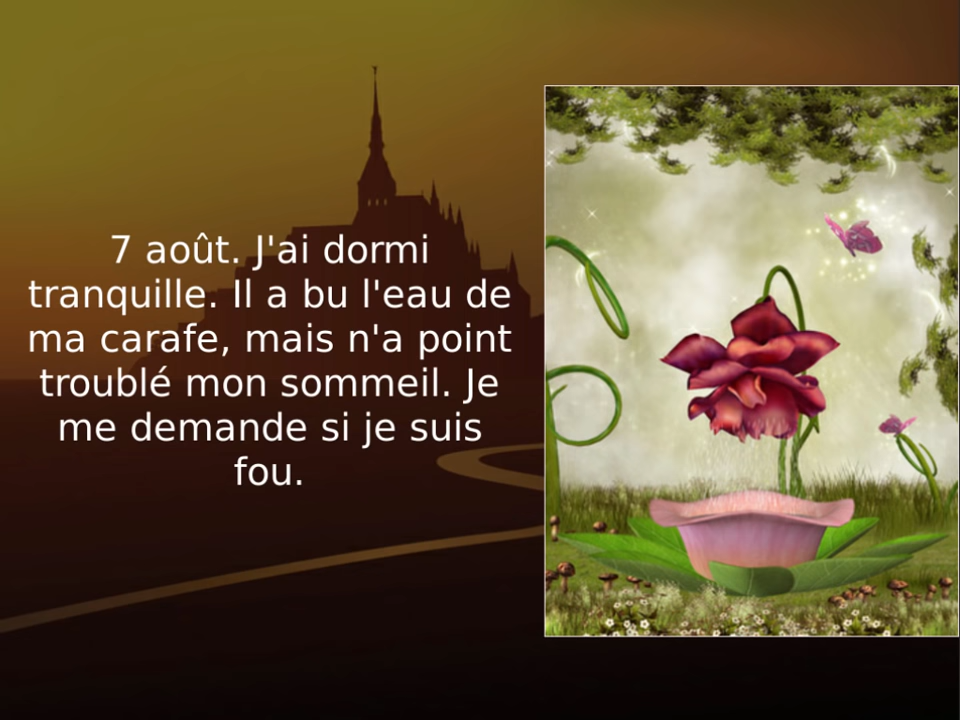 7 août. J'ai dormi
tranquille. Il a bu l'eau de
ma carafe, mais n'a point
troublé mon sommeil. Je
me demande si je suis
fou.